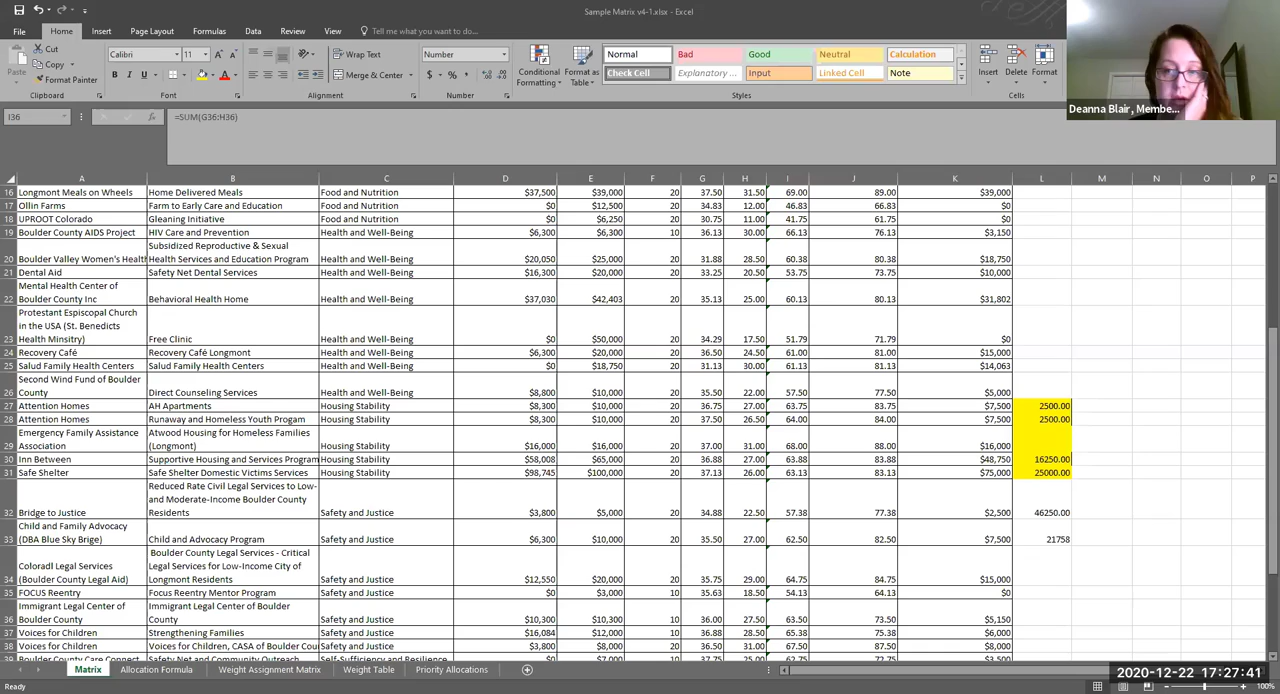 Sample Matrix v4-1.xlsx - Excel
File Home Insert Page Layout Formulas Data Review View Help Tell me what you want to do...
Cut
Copy
Format Painter
Paste
Calibri 11
B I U
Wrap Text
Merge & Center
Number
$ % ,
Conditional Formatting
Format as Table
Normal Bad Good Neutral Calculation
Check Cell Explanatory ... Input Linked Cell Note
Insert Delete Format
Clipboard Font Alignment Number Styles Cells
Deanna Blair, Membe...
I36 fx =SUM(G36:H36)
A B C D E F G H I J K L M N O P
16 Longmont Meals on Wheels Home Delivered Meals Food and Nutrition $37,500 $39,000 20 37.50 31.50 69.00 89.00 $39,000
17 Ollin Farms Farm to Early Care and Education Food and Nutrition $0 $12,500 20 34.83 12.00 46.83 66.83 $0
18 UPROOT Colorado Gleaning Initiative Food and Nutrition $0 $6,250 20 30.75 11.00 41.75 61.75 $0
19 Boulder County AIDS Project HIV Care and Prevention Health and Well-Being $6,300 $6,300 10 36.13 30.00 66.13 76.13 $3,150
Subsidized Reproductive & Sexual
20 Boulder Valley Women's Health Health Services and Education Program Health and Well-Being $20,050 $25,000 20 31.88 28.50 60.38 80.38 $18,750
21 Dental Aid Safety Net Dental Services Health and Well-Being $16,300 $20,000 20 33.25 20.50 53.75 73.75 $10,000
Mental Health Center of
22 Boulder County Inc Behavioral Health Home Health and Well-Being $37,030 $42,403 20 35.13 25.00 60.13 80.13 $31,802
Protestant Espiscopal Church
in the USA (St. Benedicts
23 Health Minsitry) Free Clinic Health and Well-Being $0 $50,000 20 34.29 17.50 51.79 71.79 $0
24 Recovery Café Recovery Café Longmont Health and Well-Being $6,300 $20,000 20 36.50 24.50 61.00 81.00 $15,000
25 Salud Family Health Centers Salud Family Health Centers Health and Well-Being $0 $18,750 20 31.13 30.00 61.13 81.13 $14,063
Second Wind Fund of Boulder
26 County Direct Counseling Services Health and Well-Being $8,800 $10,000 20 35.50 22.00 57.50 77.50 $5,000
27 Attention Homes AH Apartments Housing Stability $8,300 $10,000 20 36.75 27.00 63.75 83.75 $7,500 2500.00
28 Attention Homes Runaway and Homeless Youth Progam Housing Stability $8,300 $10,000 20 37.50 26.50 64.00 84.00 $7,500 2500.00
Emergency Family Assistance Atwood Housing for Homeless Families
29 Association (Longmont) Housing Stability $16,000 $16,000 20 37.00 31.00 68.00 88.00 $16,000
30 Inn Between Supportive Housing and Services Program Housing Stability $58,008 $65,000 20 36.88 27.00 63.88 83.88 $48,750 16250.00
31 Safe Shelter Safe Shelter Domestic Victims Services Housing Stability $98,745 $100,000 20 37.13 26.00 63.13 83.13 $75,000 25000.00
Reduced Rate Civil Legal Services to Low-
and Moderate-Income Boulder County
32 Bridge to Justice Residents Safety and Justice $3,800 $5,000 20 34.88 22.50 57.38 77.38 $2,500 46250.00
Child and Family Advocacy
33 (DBA Blue Sky Brige) Child and Advocacy Program Safety and Justice $6,300 $10,000 20 35.50 27.00 62.50 82.50 $7,500 21758
Boulder County Legal Services - Critical
Coloradl Legal Services Legal Services for Low-Income City of
34 (Boulder County Legal Aid) Longmont Residents Safety and Justice $12,550 $20,000 20 35.75 29.00 64.75 84.75 $15,000
35 FOCUS Reentry Focus Reentry Mentor Program Safety and Justice $0 $3,000 10 35.63 18.50 54.13 64.13 $0
Immigrant Legal Center of Immigrant Legal Center of Boulder
36 Boulder County County Safety and Justice $10,300 $10,300 10 36.00 27.50 63.50 73.50 $5,150
37 Voices for Children Strengthening Families Safety and Justice $16,084 $12,000 10 36.88 28.50 65.38 75.38 $6,000
38 Voices for Children Voices for Children, CASA of Boulder Cou Safety and Justice $3,800 $8,000 20 36.50 31.00 67.50 87.50 $8,000
39 Boulder County Care Connect Safety Net and Community Outreach Self-Sufficiency and Resilience $0 $7,000 10 37.75 25.00 62.75 72.75 $3,500
Matrix Allocation Formula Weight Assignment Matrix Weight Table Priority Allocations
Ready
2020-12-22 17:27:41
100%